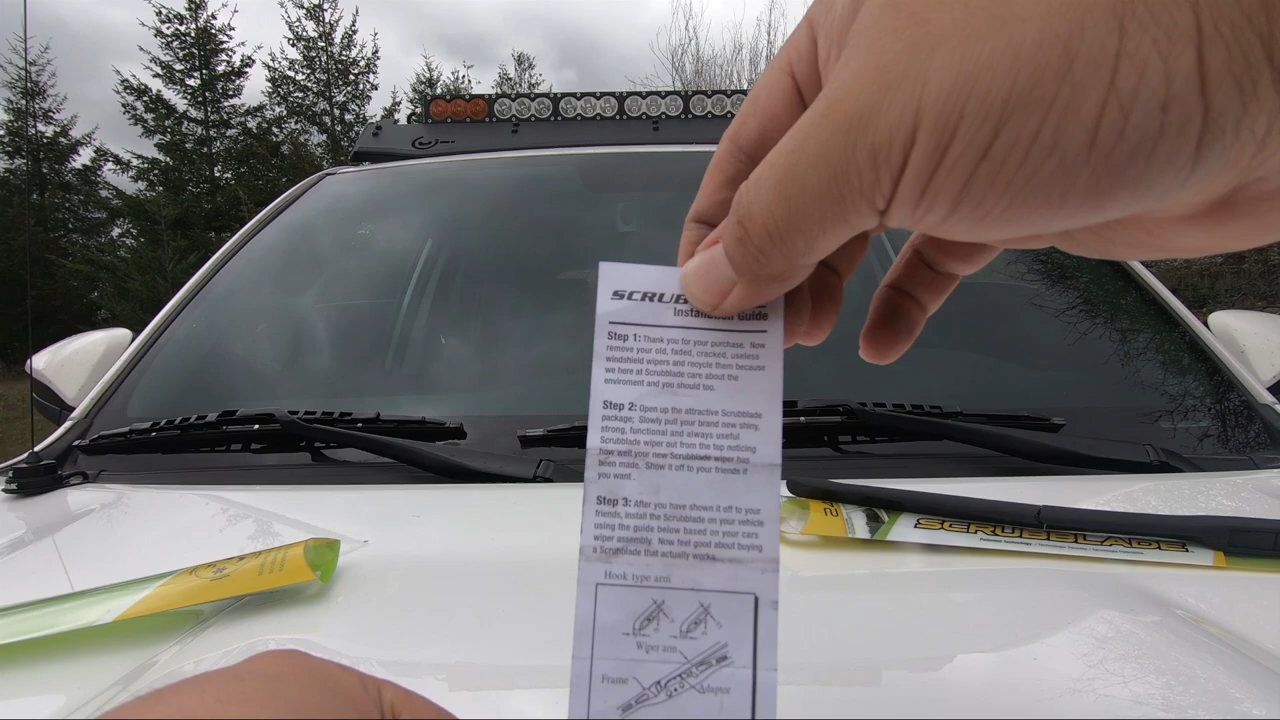 SCRUB
Installation Guide
Step 1: Thank you for your purchase. Now
remove your old, faded, cracked, useless
windshield wipers and recycle them because
we here at Scrubblade care about the
enviroment and you should too.
Step 2: Open up the attractive Scrubblade
package; Slowly pull your brand new shiny,
strong, functional and always useful
Scrubblade wiper out from the top noticing
how well your new Scrubblade wiper has
been made. Show it off to your friends if
you want.
Step 3: After you have shown it off to your
friends, install the Scrubblade on your vehicle
using the guide below based on your cars
wiper assembly. Now feel good about buying
a Scrubblade that actually works.
Hook type arm
Wiper arm
Frame
Adaptor
SCRUBBLADE